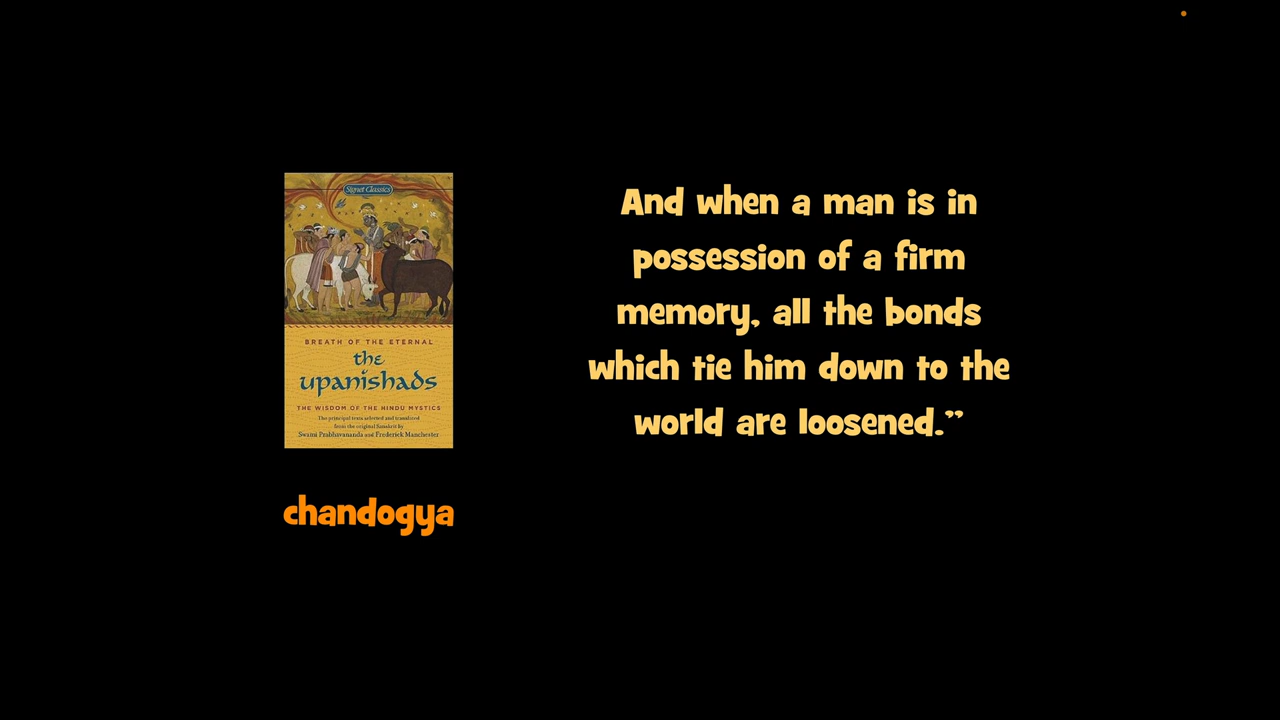 Signet Classics
BREATH OF THE ETERNAL
the
upanishads
THE WISDOM OF THE HINDU MYSTICS
The principal texts selected and translated
from the original Sanskrit by
Swami Prabhavananda and Frederick Manchester
chandogya
And when a man is in
possession of a firm
memory, all the bonds
which tie him down to the
world are loosened.”